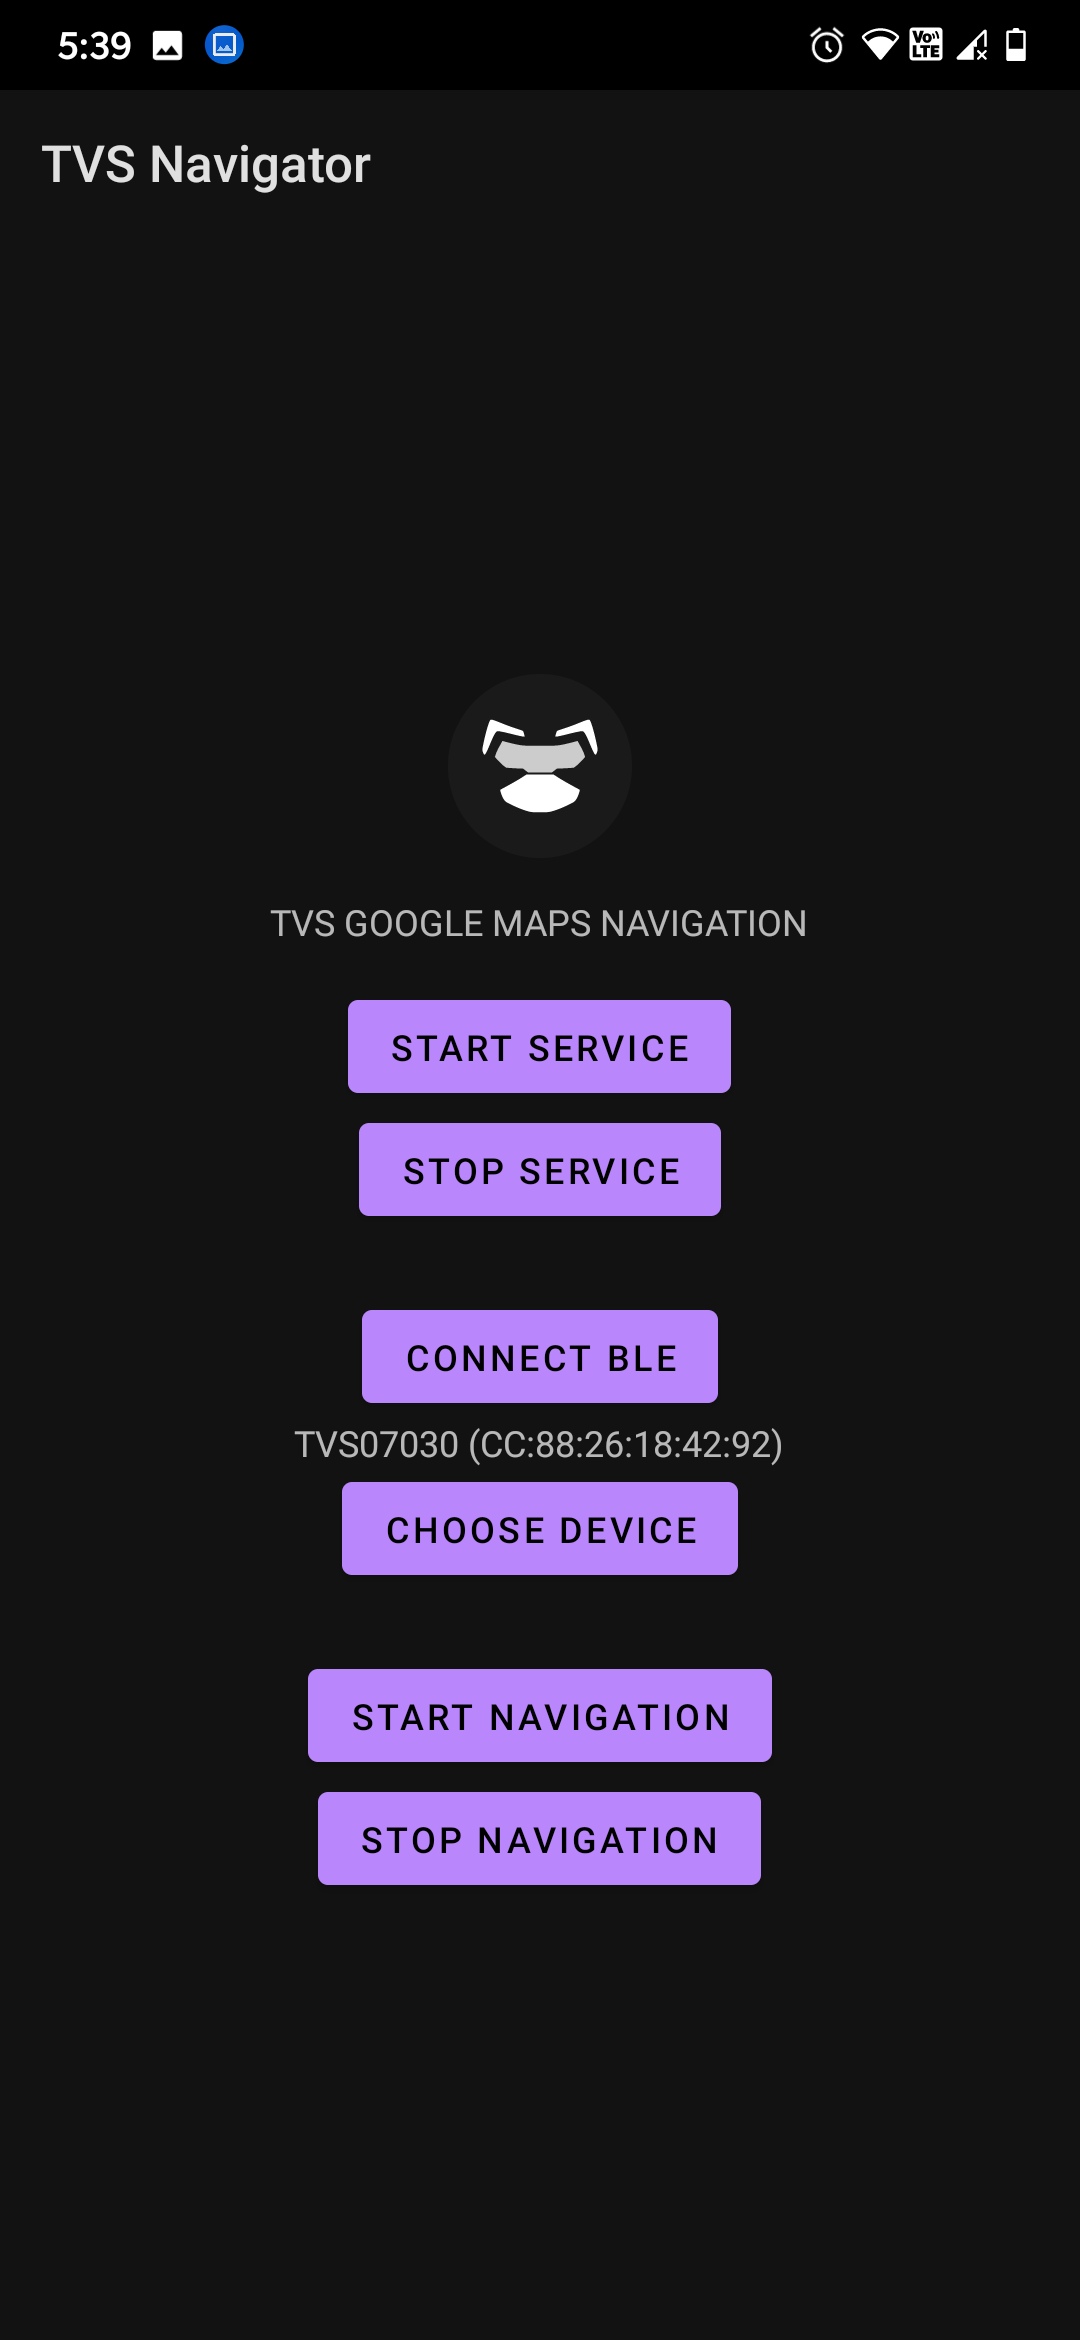 5:39
Vo)) LTE
TVS Navigator
TVS GOOGLE MAPS NAVIGATION
START SERVICE
STOP SERVICE
CONNECT BLE
TVS07030 (CC:88:26:18:42:92)
CHOOSE DEVICE
START NAVIGATION
STOP NAVIGATION